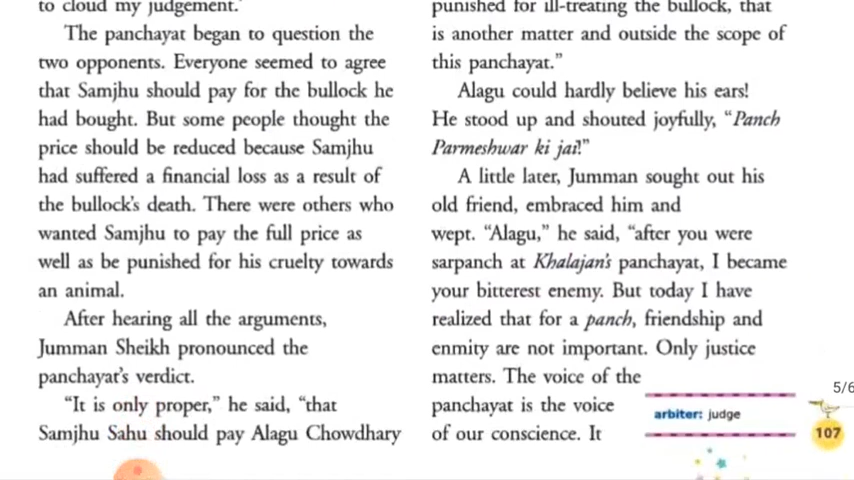 to cloud my judgement.”
The panchayat began to question the
two opponents. Everyone seemed to agree
that Samjhu should pay for the bullock he
had bought. But some people thought the
price should be reduced because Samjhu
had suffered a financial loss as a result of
the bullock’s death. There were others who
wanted Samjhu to pay the full price as
well as be punished for his cruelty towards
an animal.
After hearing all the arguments,
Jumman Sheikh pronounced the
panchayat’s verdict.
“It is only proper,” he said, “that
Samjhu Sahu should pay Alagu Chowdhary
punished for ill-treating the bullock, that
is another matter and outside the scope of
this panchayat.”
Alagu could hardly believe his ears!
He stood up and shouted joyfully, “Panch
Parmeshwar ki jai!”
A little later, Jumman sought out his
old friend, embraced him and
wept. “Alagu,” he said, “after you were
sarpanch at Khalajan’s panchayat, I became
your bitterest enemy. But today I have
realized that for a panch, friendship and
enmity are not important. Only justice
matters. The voice of the
panchayat is the voice
of our conscience. It
arbiter: judge
5/6
107